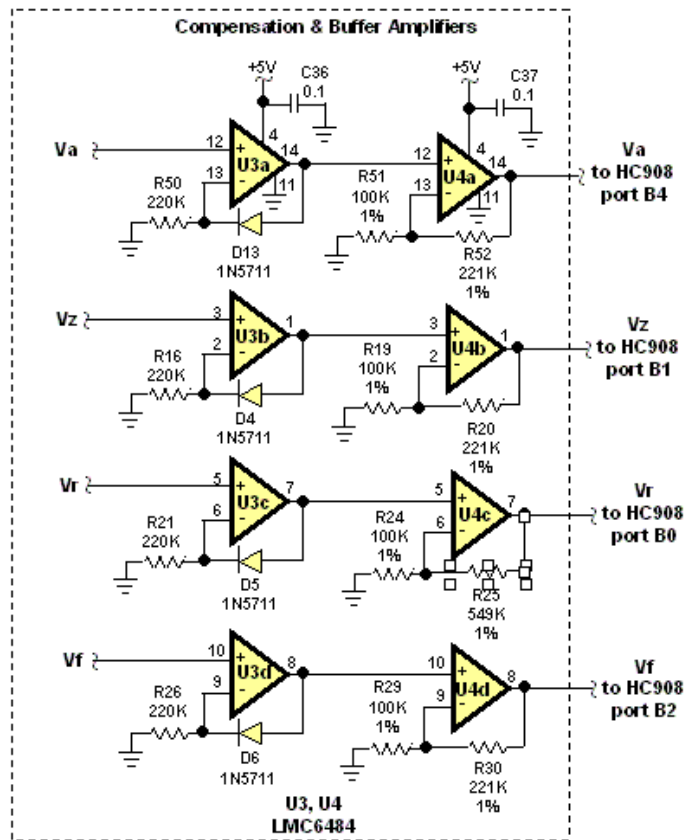 Compensation & Buffer Amplifiers
+5V
C36
0.1
+5V
C37
0.1
Va
12
+
13
-
U3a
4
14
11
R50
220K
D13
1N5711
R51
100K
1%
12
+
13
-
U4a
4
14
11
R52
221K
1%
Va
to HC908
port B4
Vz
3
+
2
-
U3b
1
R16
220K
D4
1N5711
R19
100K
1%
3
+
2
-
U4b
1
R20
221K
1%
Vz
to HC908
port B1
Vr
5
+
6
-
U3c
7
R21
220K
D5
1N5711
R24
100K
1%
5
+
6
-
U4c
7
R25
549K
1%
Vr
to HC908
port B0
Vf
10
+
9
-
U3d
8
R26
220K
D6
1N5711
R29
100K
1%
10
+
9
-
U4d
8
R30
221K
1%
Vf
to HC908
port B2
U3, U4
LMC6484